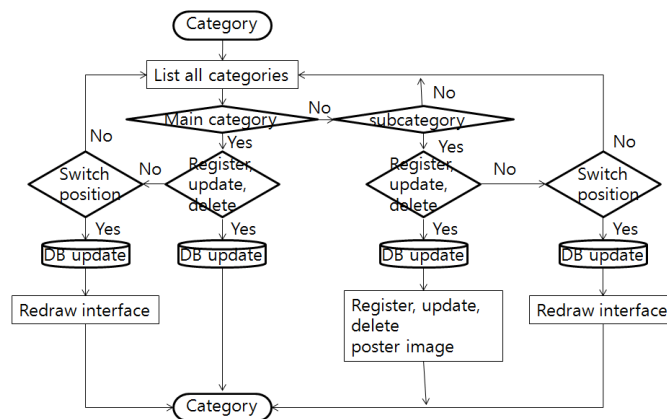 Category
List all categories
No
No
Main category
subcategory
No
Yes
Yes
No
Switch
position
No
Register,
update,
delete
Register,
update,
delete
No
Switch
position
Yes
Yes
Yes
Yes
DB update
DB update
DB update
DB update
Redraw interface
Register, update,
delete
poster image
Redraw interface
Category